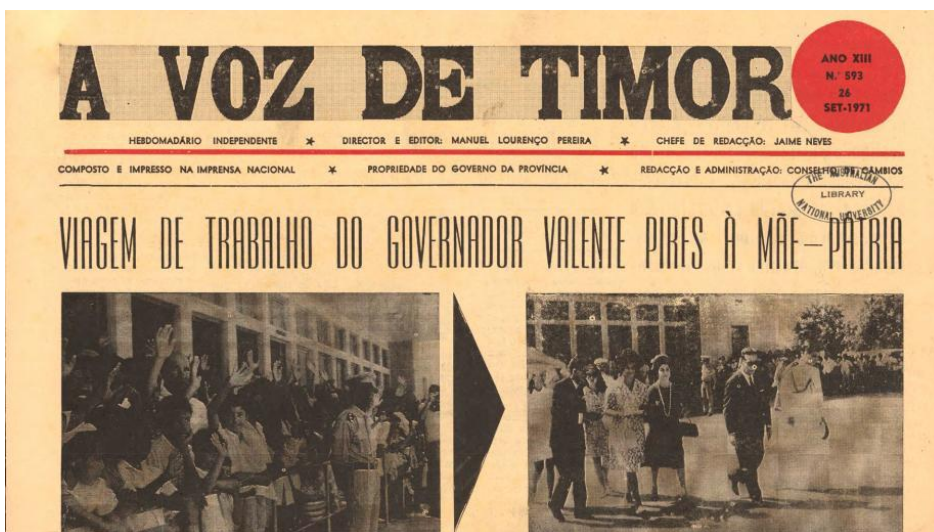 A VOZ DE TIMOR
ANO XIII
N.º 593
26
SET-1971
HEBDOMADÁRIO INDEPENDENTE ★ DIRECTOR E EDITOR: MANUEL LOURENÇO PEREIRA ★ CHEFE DE REDACÇÃO: JAIME NEVES
COMPOSTO E IMPRESSO NA IMPRENSA NACIONAL ★ PROPRIEDADE DO GOVERNO DA PROVÍNCIA ★ REDACÇÃO E ADMINISTRAÇÃO: CONSELHO DE CÂMBIOS
THE AUSTRALIAN
LIBRARY
NATIONAL UNIVERSITY
VIAGEM DE TRABALHO DO GOVERNADOR VALENTE PIRES À MÃE—PÁTRIA